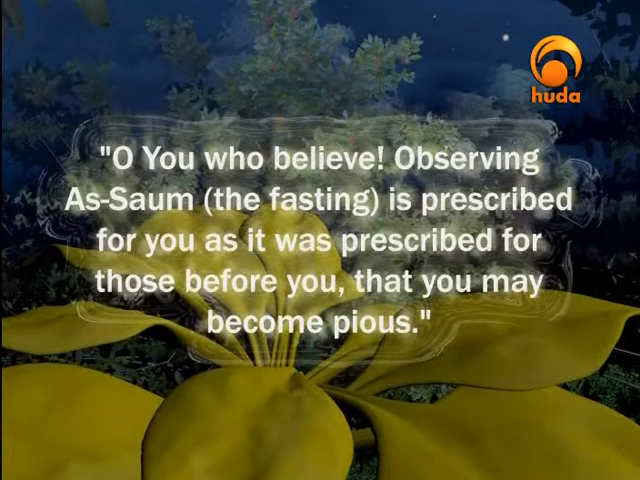 huda
"O You who believe! Observing
As-Saum (the fasting) is prescribed
for you as it was prescribed for
those before you, that you may
become pious."